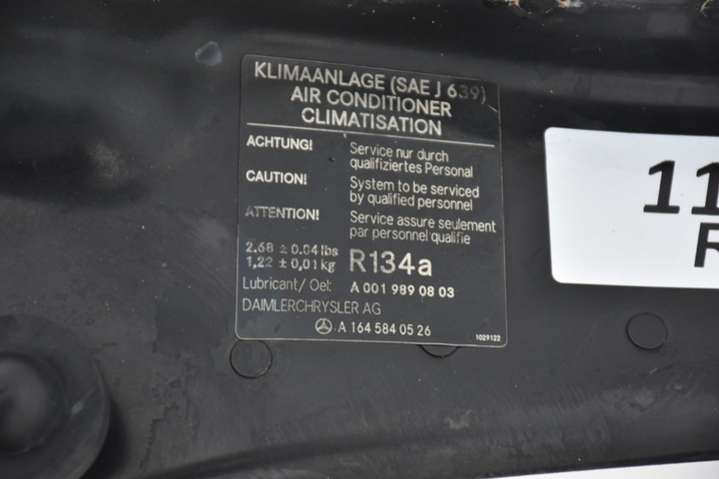 KLIMAANLAGE (SAE J 639)
AIR CONDITIONER
CLIMATISATION
ACHTUNG! Service nur durch
qualifiziertes Personal
CAUTION! System to be serviced
by qualified personnel
ATTENTION! Service assure seulement
par personnel qualifie
2.68 ± 0.04 lbs
1,22 ± 0,01 kg R134a
Lubricant/ Oel: A 001 989 08 03
DAIMLERCHRYSLER AG
A 164 584 05 26
1029122
11
R